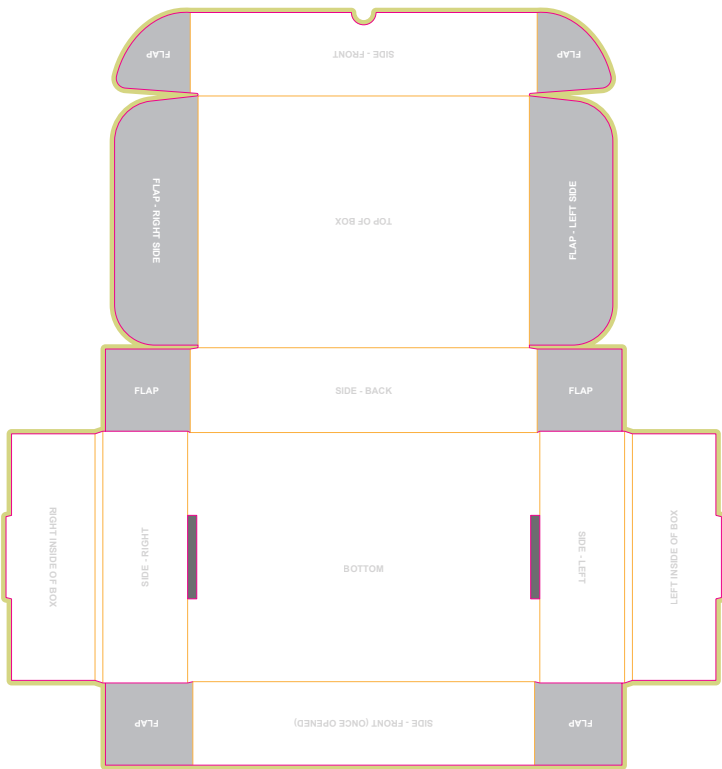 FLAP
SIDE - FRONT
FLAP
FLAP - RIGHT SIDE
TOP OF BOX
FLAP - LEFT SIDE
FLAP
SIDE - BACK
FLAP
RIGHT INSIDE OF BOX
SIDE - RIGHT
BOTTOM
SIDE - LEFT
LEFT INSIDE OF BOX
FLAP
SIDE - FRONT (ONCE OPENED)
FLAP